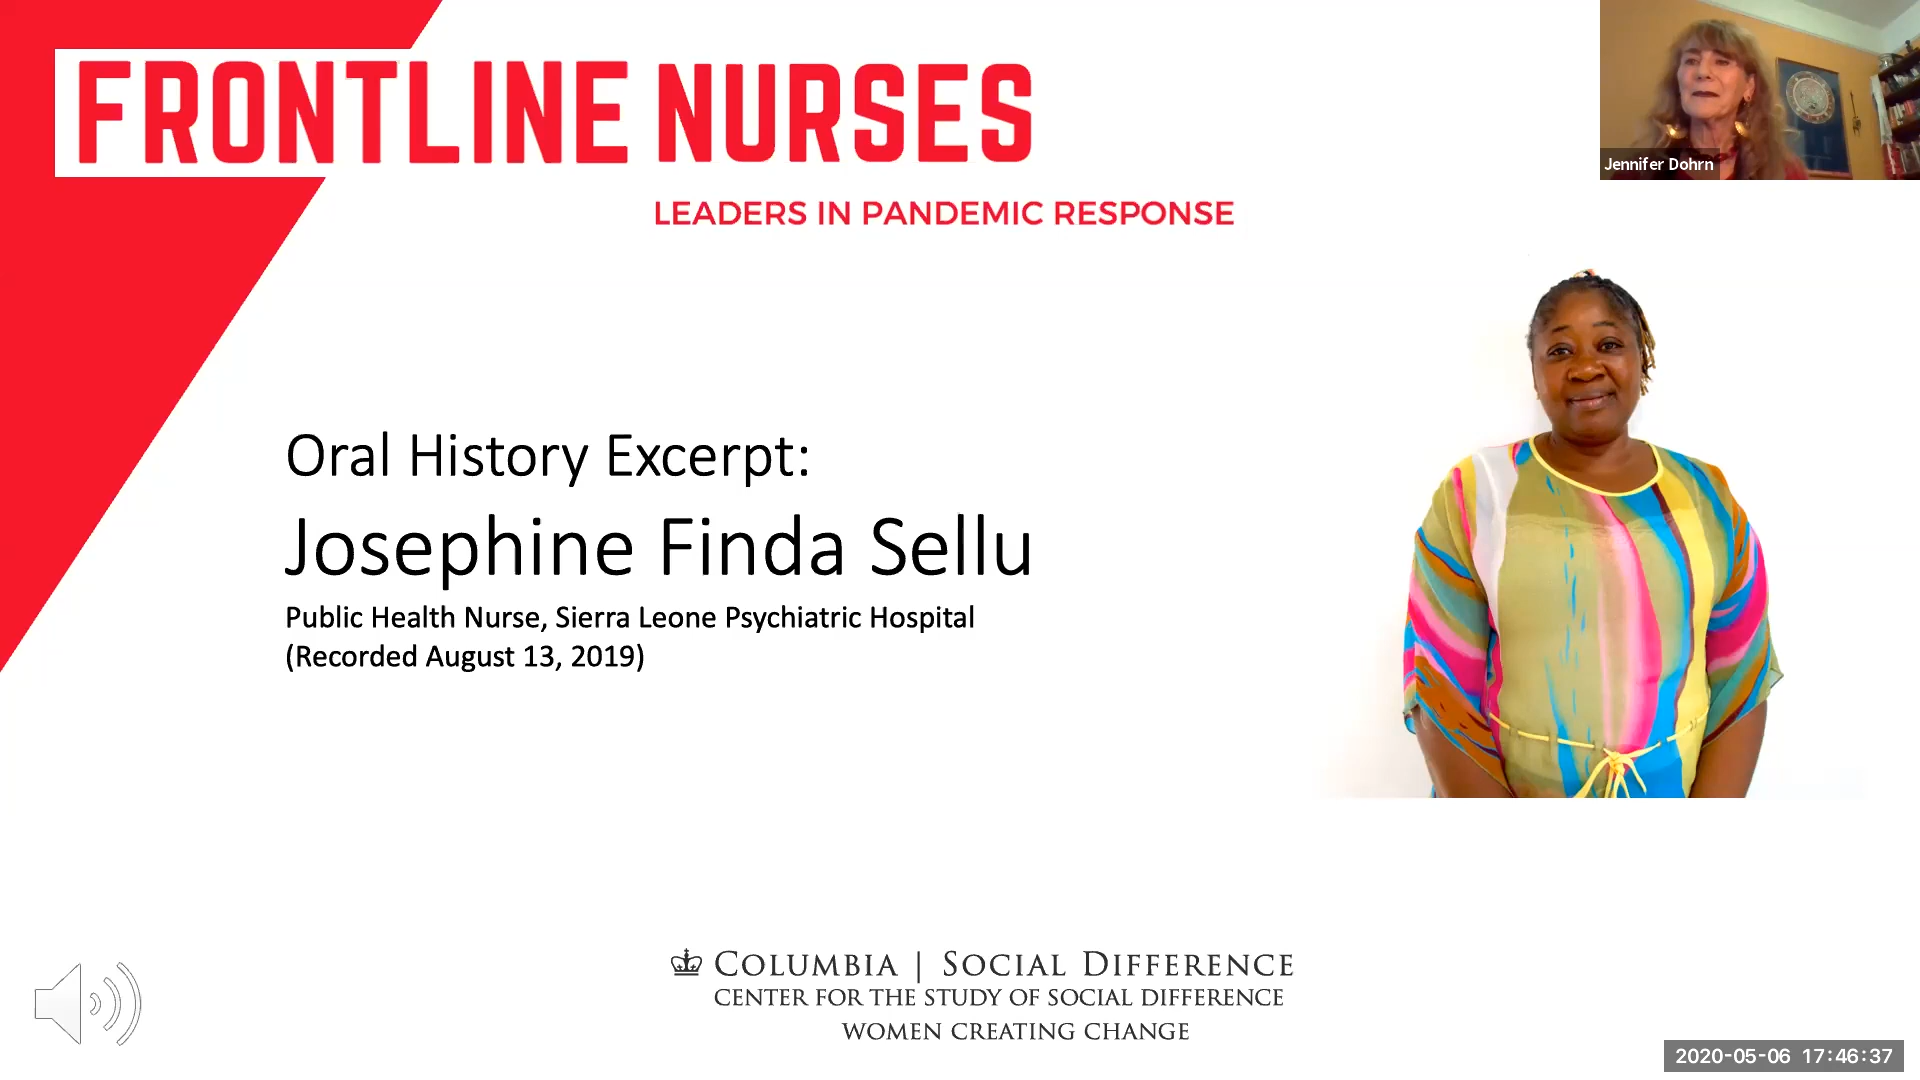 FRONTLINE NURSES
LEADERS IN PANDEMIC RESPONSE
Jennifer Dohrn
Oral History Excerpt:
Josephine Finda Sellu
Public Health Nurse, Sierra Leone Psychiatric Hospital
(Recorded August 13, 2019)
COLUMBIA | SOCIAL DIFFERENCE
CENTER FOR THE STUDY OF SOCIAL DIFFERENCE
WOMEN CREATING CHANGE
2020-05-06 17:46:37